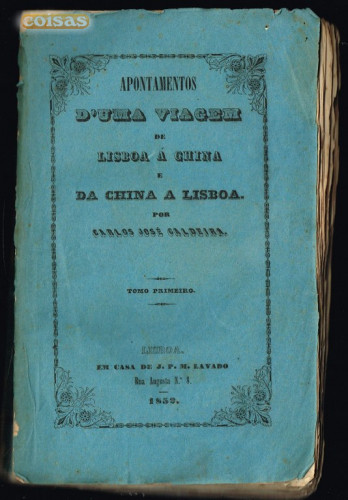 coisas
APONTAMENTOS
D'UMA VIAGEM
DE
LISBOA Á CHINA
E
DA CHINA A LISBOA.
POR
CARLOS JOSÉ CALDEIRA.
TOMO PRIMEIRO.
LISBOA.
EM CASA DE J. P. M. LAVADO
Rua Augusta N.º
1852.